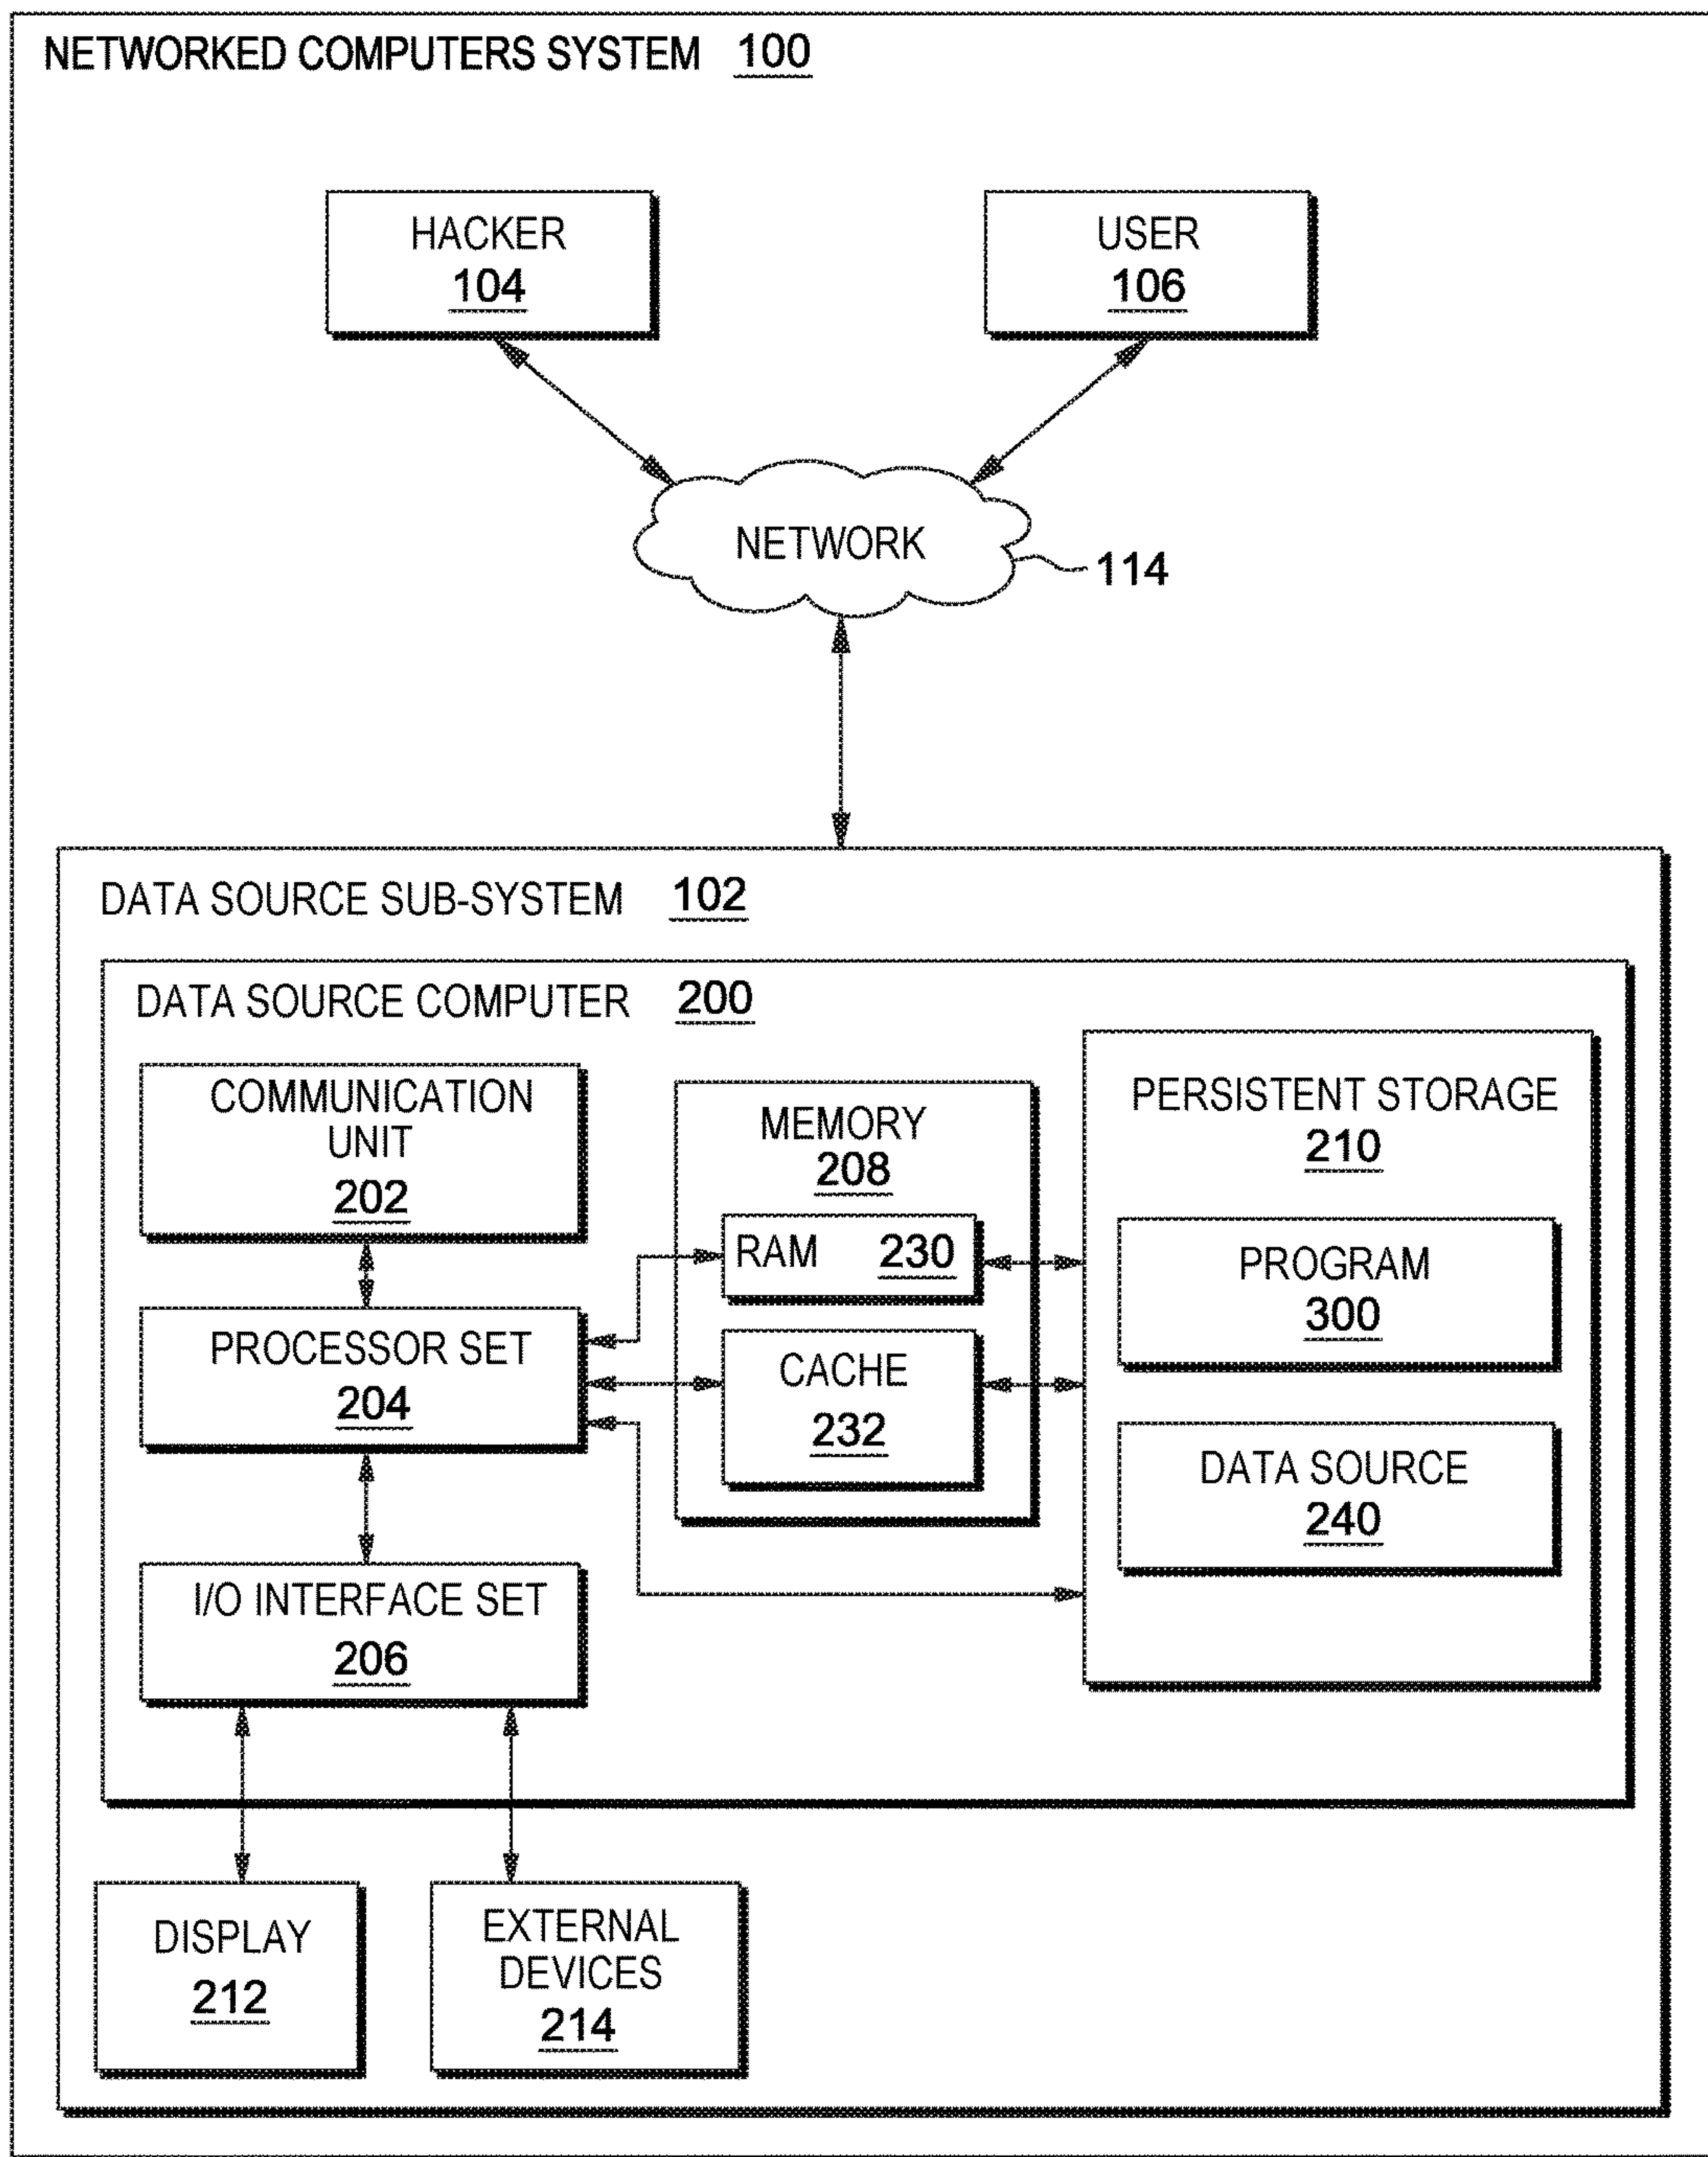 NETWORKED COMPUTERS SYSTEM 100
HACKER
104
USER
106
NETWORK
114
DATA SOURCE SUB-SYSTEM 102
DATA SOURCE COMPUTER 200
COMMUNICATION
UNIT
202
PROCESSOR SET
204
I/O INTERFACE SET
206
MEMORY
208
RAM 230
CACHE
232
PERSISTENT STORAGE
210
PROGRAM
300
DATA SOURCE
240
DISPLAY
212
EXTERNAL
DEVICES
214